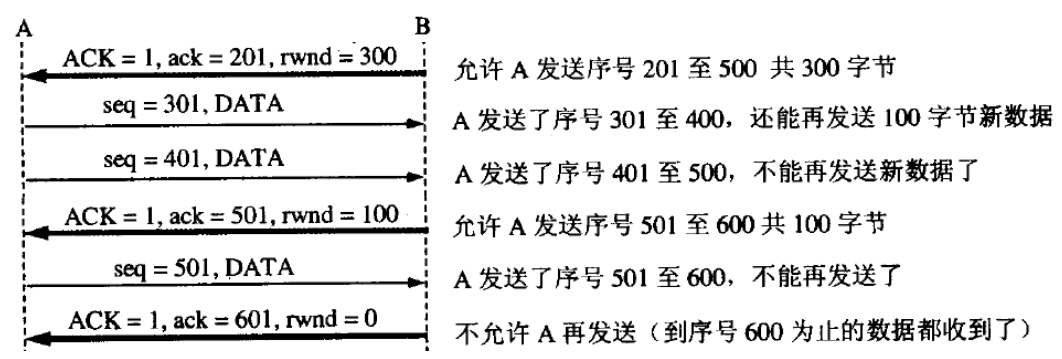 A B
ACK = 1, ack = 201, rwnd = 300 允许 A 发送序号 201 至 500 共 300 字节
seq = 301, DATA A 发送了序号 301 至 400，还能再发送 100 字节新数据
seq = 401, DATA A 发送了序号 401 至 500，不能再发送新数据了
ACK = 1, ack = 501, rwnd = 100 允许 A 发送序号 501 至 600 共 100 字节
seq = 501, DATA A 发送了序号 501 至 600，不能再发送了
ACK = 1, ack = 601, rwnd = 0 不允许 A 再发送（到序号 600 为止的数据都收到了）